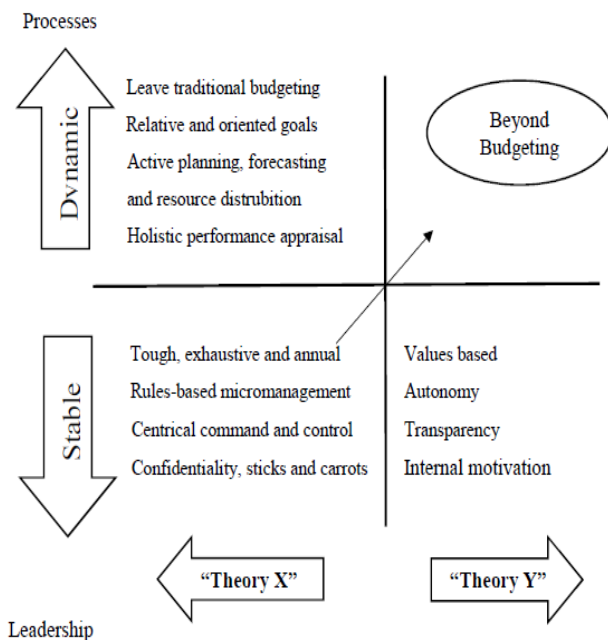 Processes
Leave traditional budgeting
Relative and oriented goals
Active planning, forecasting
and resource distrubition
Holistic performance appraisal
Beyond
Budgeting
Dynamic
Tough, exhaustive and annual
Rules-based micromanagement
Centrical command and control
Confidentiality, sticks and carrots
Values based
Autonomy
Transparency
Internal motivation
Stable
“Theory X”
“Theory Y”
Leadership